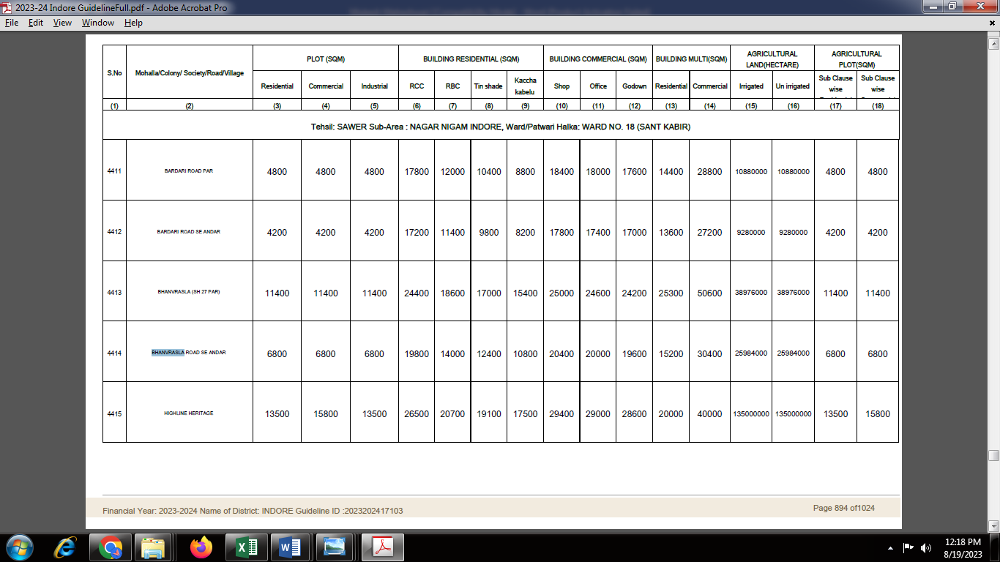 2023-24 Indore GuidelineFull.pdf - Adobe Acrobat Pro
File Edit View Window Help
S.No Mohalla/Colony/ Society/Road/Village PLOT (SQM) BUILDING RESIDENTIAL (SQM) BUILDING COMMERCIAL (SQM) BUILDING MULTI(SQM) AGRICULTURAL LAND(HECTARE) AGRICULTURAL PLOT(SQM)
Residential Commercial Industrial RCC RBC Tin shade Kaccha kabelu Shop Office Godown Residential Commercial Irrigated Un irrigated Sub Clause wise Sub Clause wise
(1) (2) (3) (4) (5) (6) (7) (8) (9) (10) (11) (12) (13) (14) (15) (16) (17) (18)
Tehsil: SAWER Sub-Area : NAGAR NIGAM INDORE, Ward/Patwari Halka: WARD NO. 18 (SANT KABIR)
4411 BARDARI ROAD PAR 4800 4800 4800 17800 12000 10400 8800 18400 18000 17600 14400 28800 10880000 10880000 4800 4800
4412 BARDARI ROAD SE ANDAR 4200 4200 4200 17200 11400 9800 8200 17800 17400 17000 13600 27200 9280000 9280000 4200 4200
4413 BHANVRASLA (SH 27 PAR) 11400 11400 11400 24400 18600 17000 15400 25000 24600 24200 25300 50600 38976000 38976000 11400 11400
4414 BHANVRASLA ROAD SE ANDAR 6800 6800 6800 19800 14000 12400 10800 20400 20000 19600 15200 30400 25984000 25984000 6800 6800
4415 HIGHLINE HERITAGE 13500 15800 13500 26500 20700 19100 17500 29400 29000 28600 20000 40000 135000000 135000000 13500 15800
Financial Year: 2023-2024 Name of District: INDORE Guideline ID :2023202417103
Page 894 of1024
12:18 PM
8/19/2023